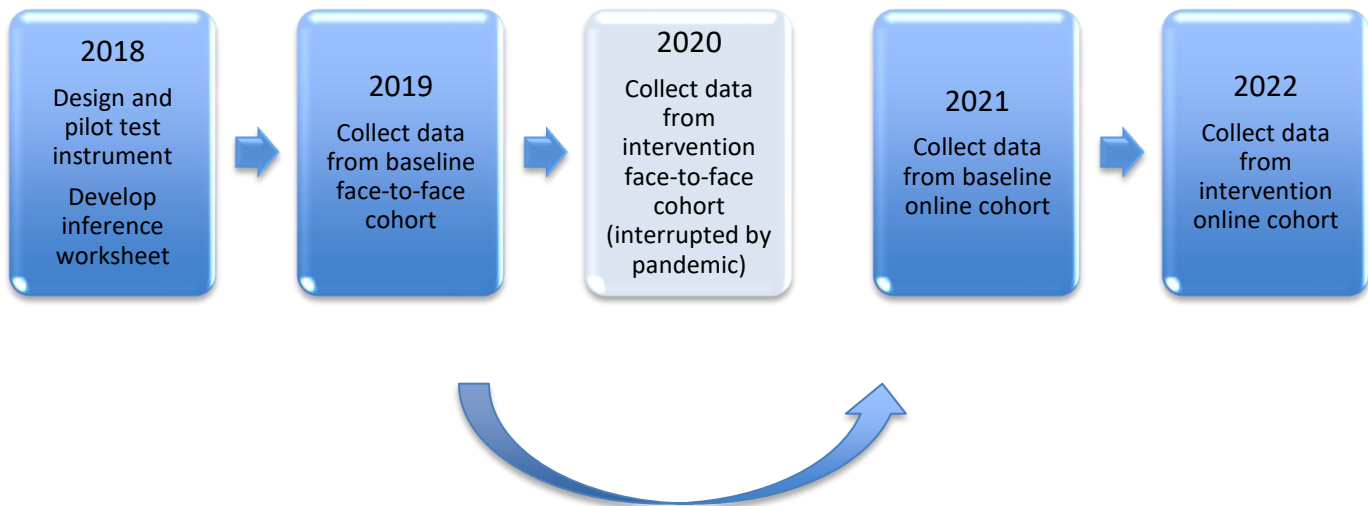 2018
Design and
pilot test
instrument
Develop
inference
worksheet
2019
Collect data
from baseline
face-to-face
cohort
2020
Collect data
from
intervention
face-to-face
cohort
(interrupted by
pandemic)
2021
Collect data
from baseline
online cohort
2022
Collect data
from
intervention
online cohort